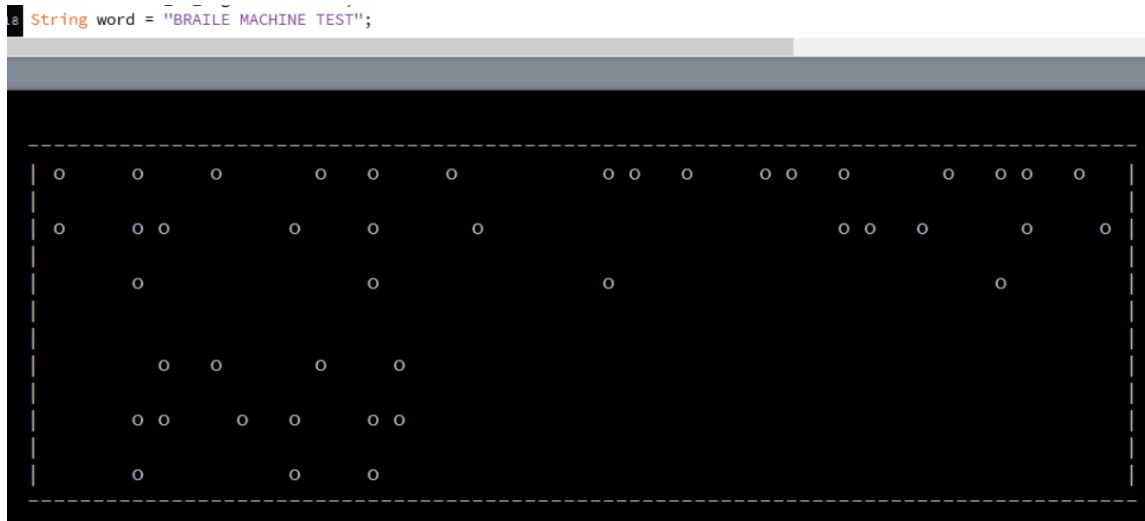 18 String word = "BRAILE MACHINE TEST";
-------------------------------------------------------------------------------------
| o     o     o       o   o     o           o o   o     o o   o       o   o o   o   |
|                                                                                   |
| o     o o         o     o       o                           o o   o       o     o |
|                                                                                   |
|       o                 o                 o                             o         |
|                                                                                   |
|                                                                                   |
|         o   o       o     o                                                       |
|                                                                                   |
|       o o     o   o     o o                                                       |
|                                                                                   |
|       o           o     o                                                         |
-------------------------------------------------------------------------------------